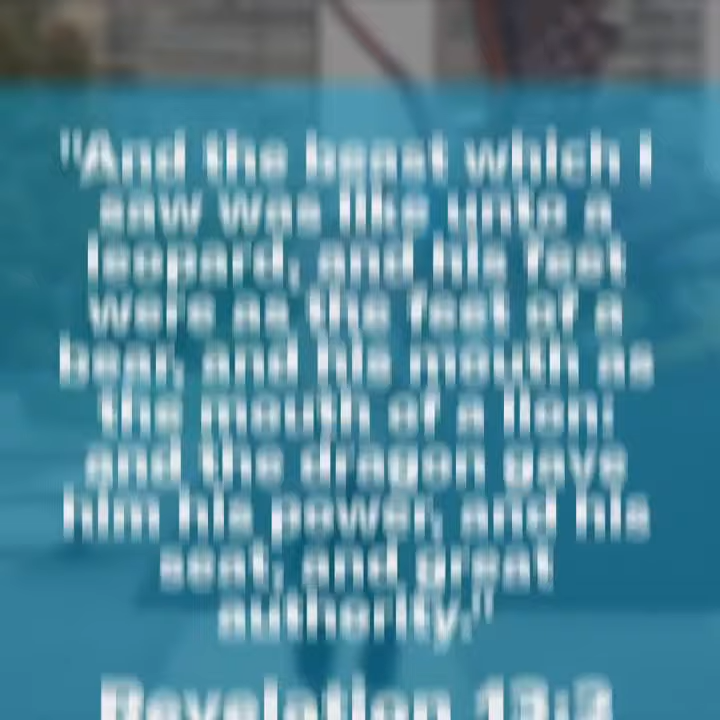 "And the beast which I
saw was like unto a
leopard, and his feet
were as the feet of a
bear, and his mouth as
the mouth of a lion:
and the dragon gave
him his power, and his
seat, and great
authority."
Revelation 13:2